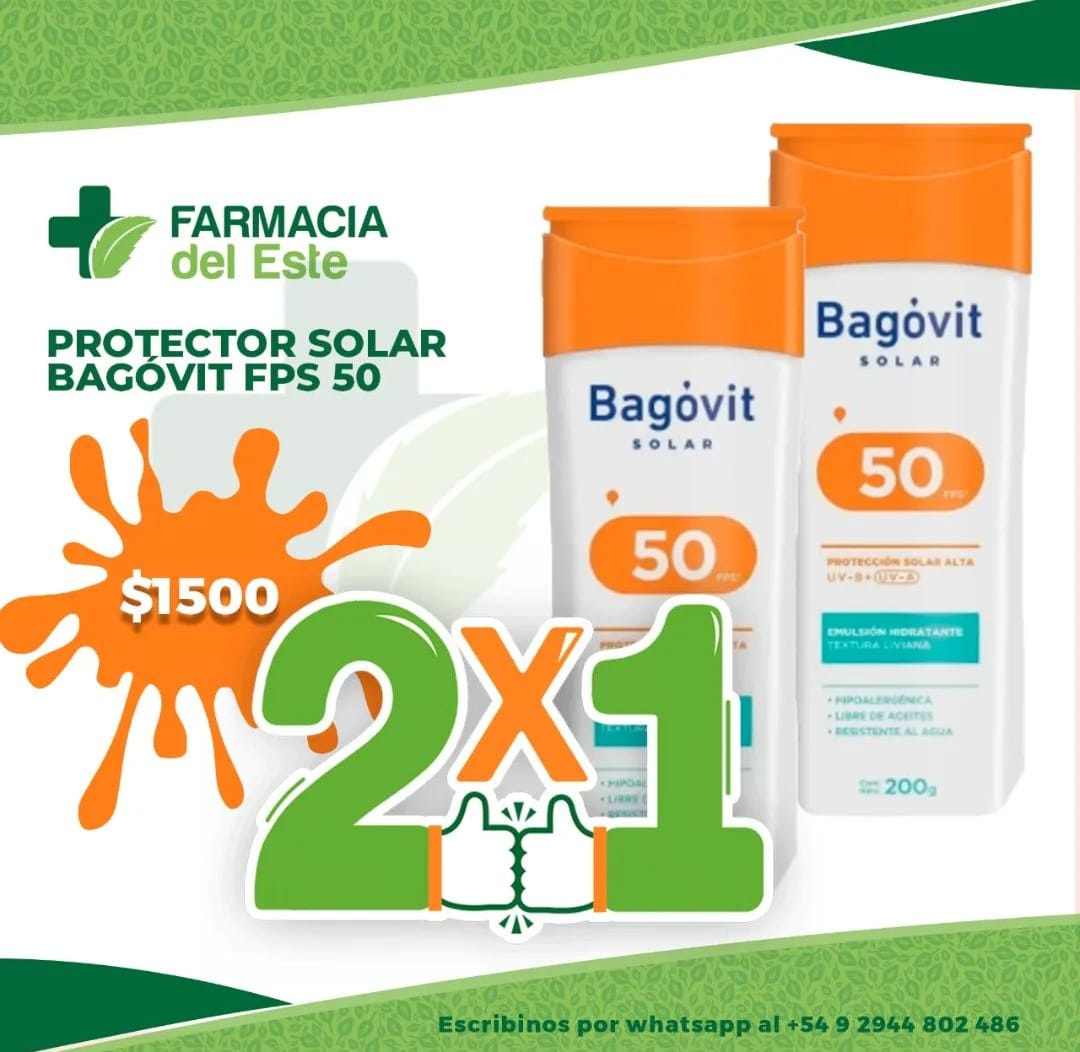 FARMACIA
del Este
PROTECTOR SOLAR
BAGÓVIT FPS 50
$1500
2X1
Bagóvit
SOLAR
50
FPS
Bagóvit
SOLAR
50
FPS
PROTECCIÓN SOLAR ALTA
UV-B+ UV-A
EMULSIÓN HIDRATANTE
TEXTURA LIVIANA
• HIPOALERGÉNICA
• LIBRE DE ACEITES
• RESISTENTE AL AGUA
Cont. Neto 200g
Escribinos por whatsapp al +54 9 2944 802 486